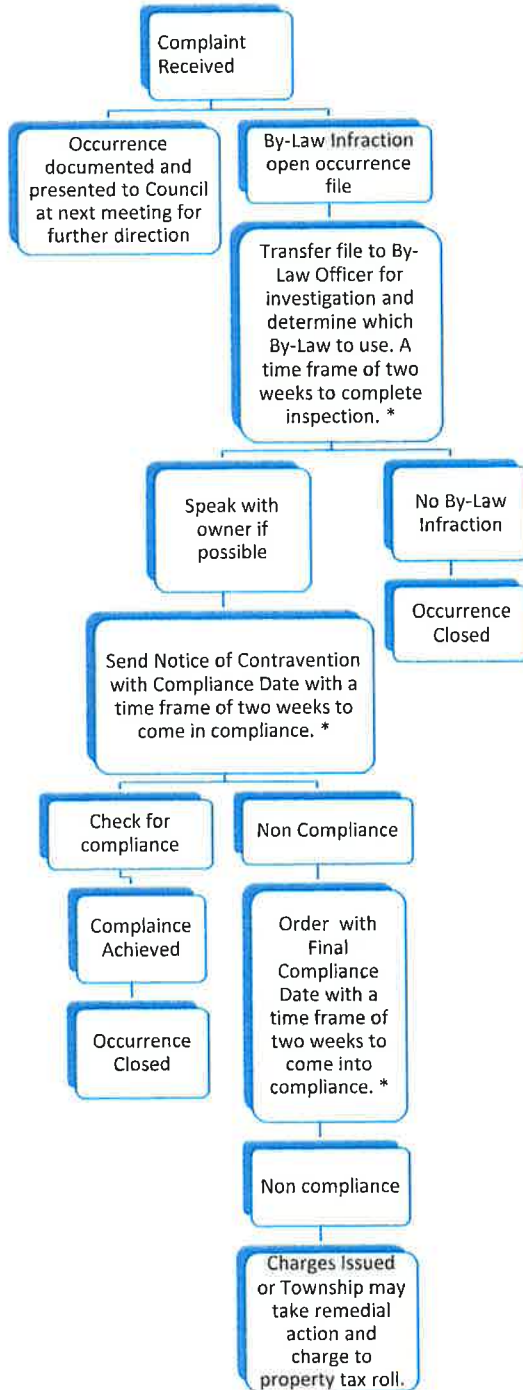 Complaint
Received
Occurrence
documented and
presented to Council
at next meeting for
further direction
By-Law Infraction
open occurrence
file
Transfer file to By-
Law Officer for
investigation and
determine which
By-Law to use. A
time frame of two
weeks to complete
inspection. *
Speak with
owner if
possible
No By-Law
Infraction
Occurrence
Closed
Send Notice of Contravention
with Compliance Date with a
time frame of two weeks to
come in compliance. *
Check for
compliance
Non Compliance
Complaince
Achieved
Occurrence
Closed
Order with
Final
Compliance
Date with a
time frame of
two weeks to
come into
compliance. *
Non compliance
Charges Issued
or Township may
take remedial
action and
charge to
property tax roll.